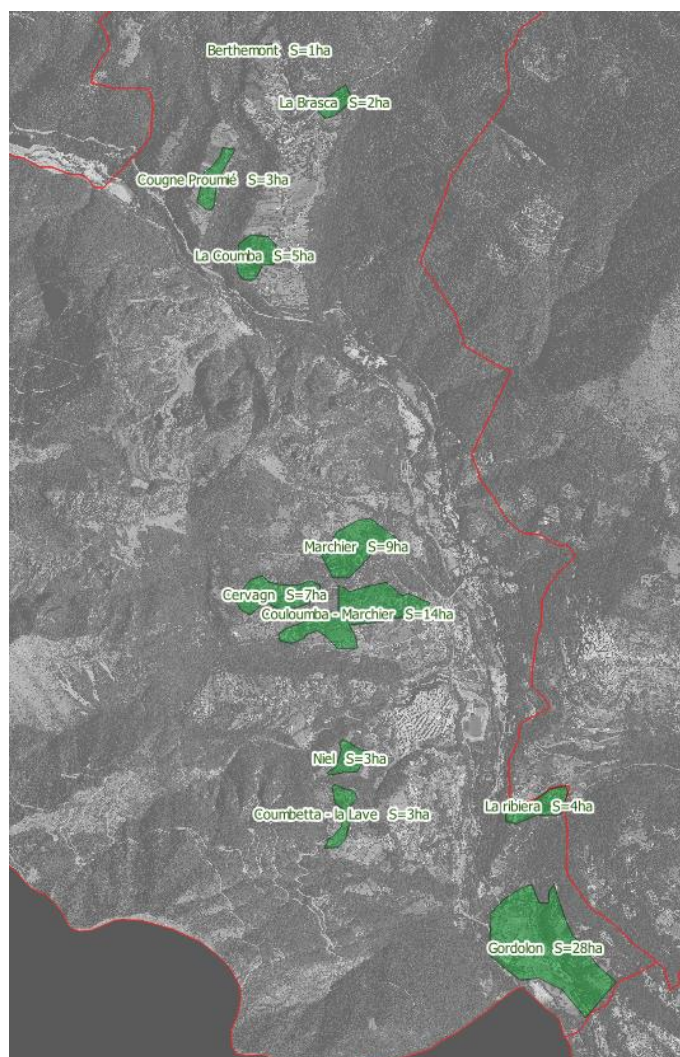 Berthemont S=1ha
La Brasca S=2ha
Cougne Proumié S=3ha
La Coumba S=5ha
Marchier S=9ha
Cervagn S=7ha
Couloumba - Marchier S=14ha
Niel S=3ha
Coumbetta - la Lave S=3ha
La ribiera S=4ha
Gordolon S=28ha